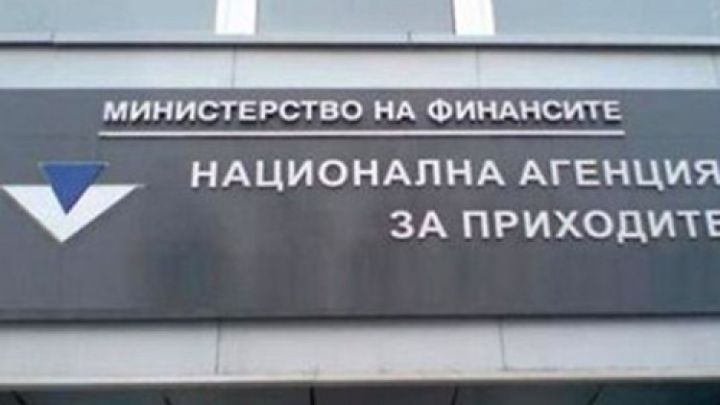 МИНИСТЕРСТВО НА ФИНАНСИТЕ
НАЦИОНАЛНА АГЕНЦИЯ
ЗА ПРИХОДИТЕ